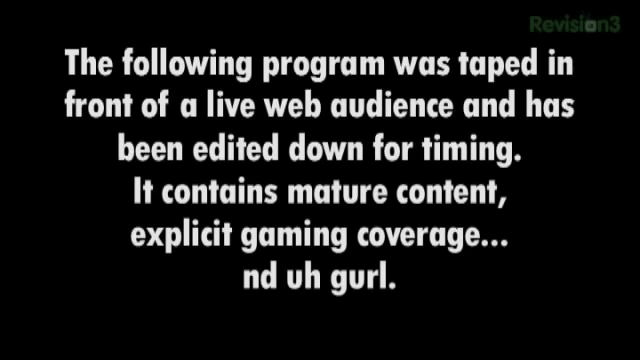 Revision3
The following program was taped in
front of a live web audience and has
been edited down for timing.
It contains mature content,
explicit gaming coverage...
nd uh gurl.